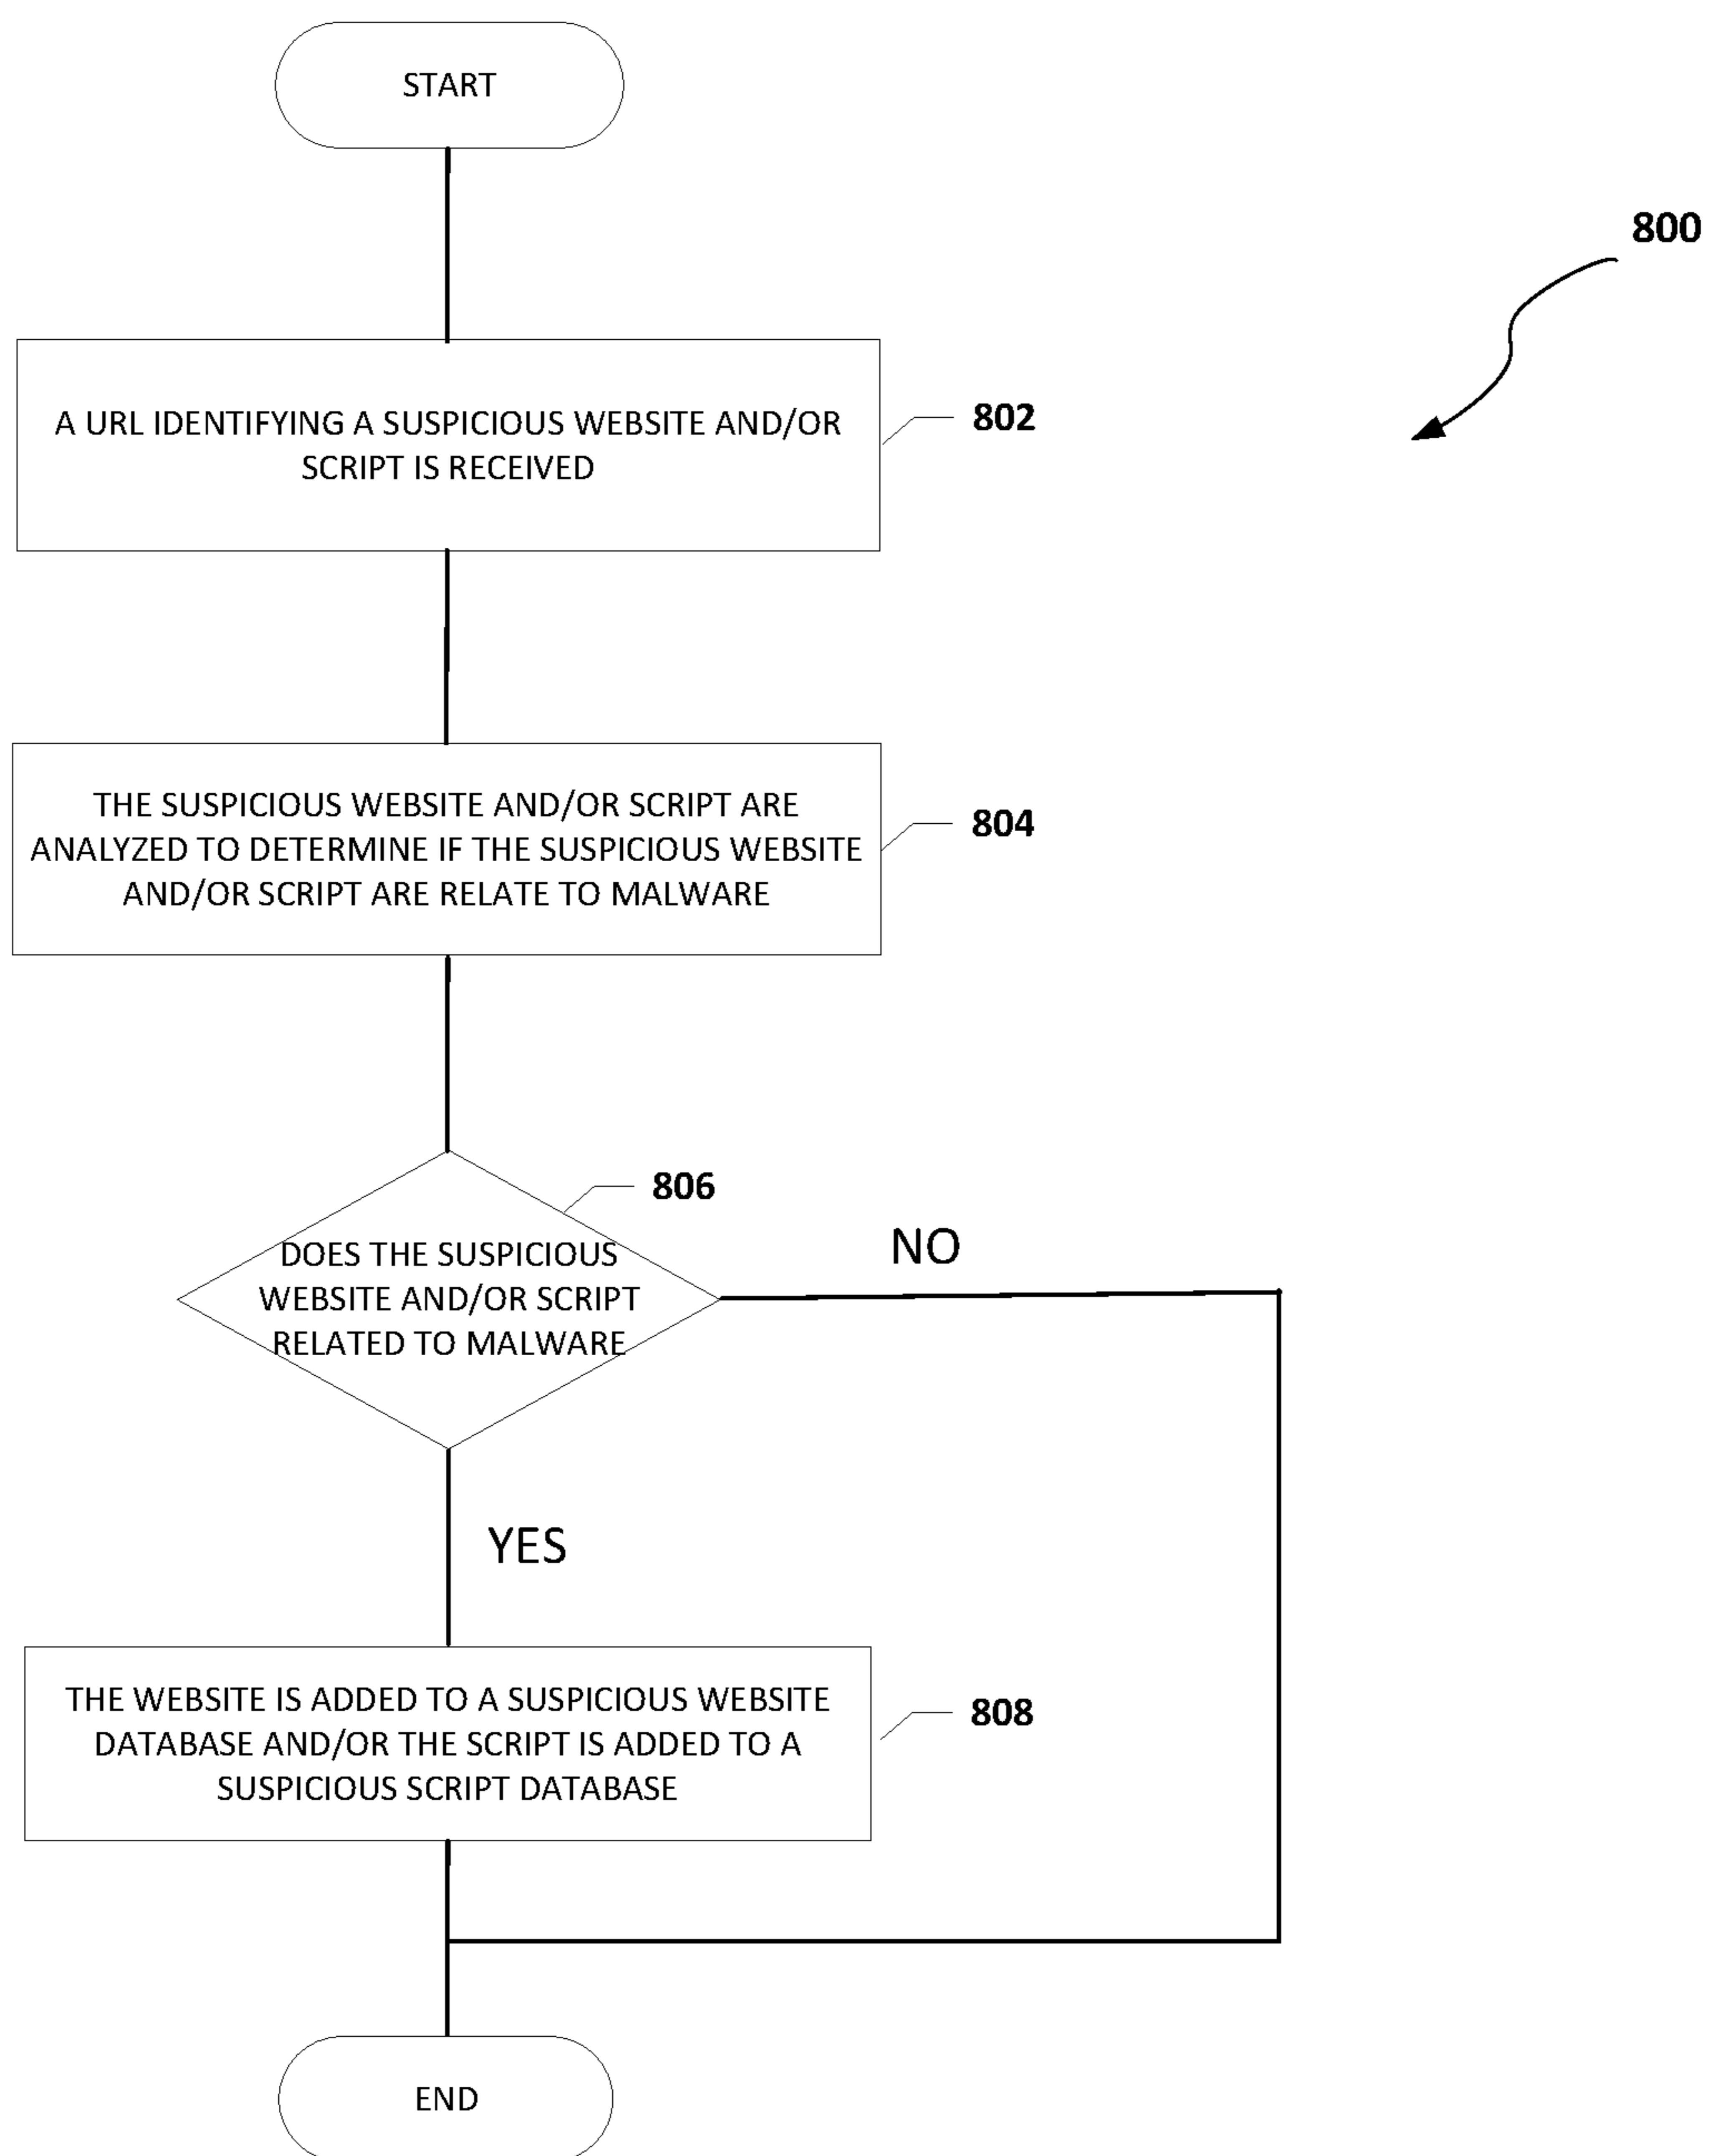 START
800
A URL IDENTIFYING A SUSPICIOUS WEBSITE AND/OR
SCRIPT IS RECEIVED
802
THE SUSPICIOUS WEBSITE AND/OR SCRIPT ARE
ANALYZED TO DETERMINE IF THE SUSPICIOUS WEBSITE
AND/OR SCRIPT ARE RELATE TO MALWARE
804
806
DOES THE SUSPICIOUS
WEBSITE AND/OR SCRIPT
RELATED TO MALWARE
NO
YES
THE WEBSITE IS ADDED TO A SUSPICIOUS WEBSITE
DATABASE AND/OR THE SCRIPT IS ADDED TO A
SUSPICIOUS SCRIPT DATABASE
808
END